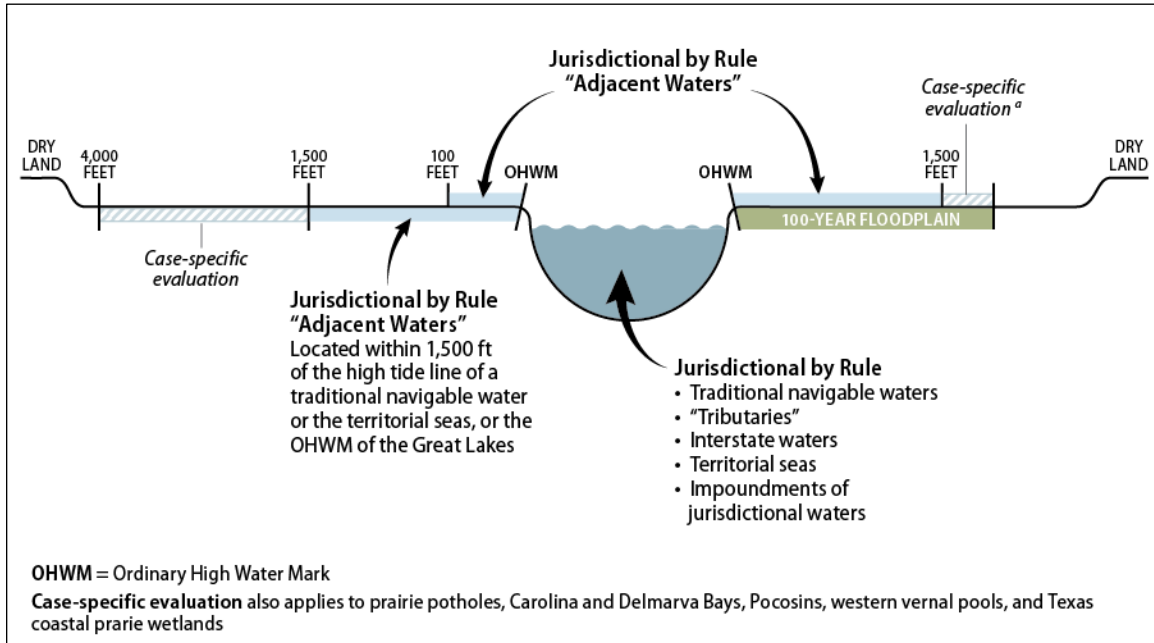 Jurisdictional by Rule
“Adjacent Waters”
Case-specific
evaluation a
DRY
LAND
4,000
FEET
1,500
FEET
100
FEET
OHWM
OHWM
1,500
FEET
DRY
LAND
100-YEAR FLOODPLAIN
Case-specific
evaluation
Jurisdictional by Rule
“Adjacent Waters”
Located within 1,500 ft
of the high tide line of a
traditional navigable water
or the territorial seas, or the
OHWM of the Great Lakes
Jurisdictional by Rule
• Traditional navigable waters
• “Tributaries”
• Interstate waters
• Territorial seas
• Impoundments of
jurisdictional waters
OHWM = Ordinary High Water Mark
Case-specific evaluation also applies to prairie potholes, Carolina and Delmarva Bays, Pocosins, western vernal pools, and Texas
coastal prarie wetlands